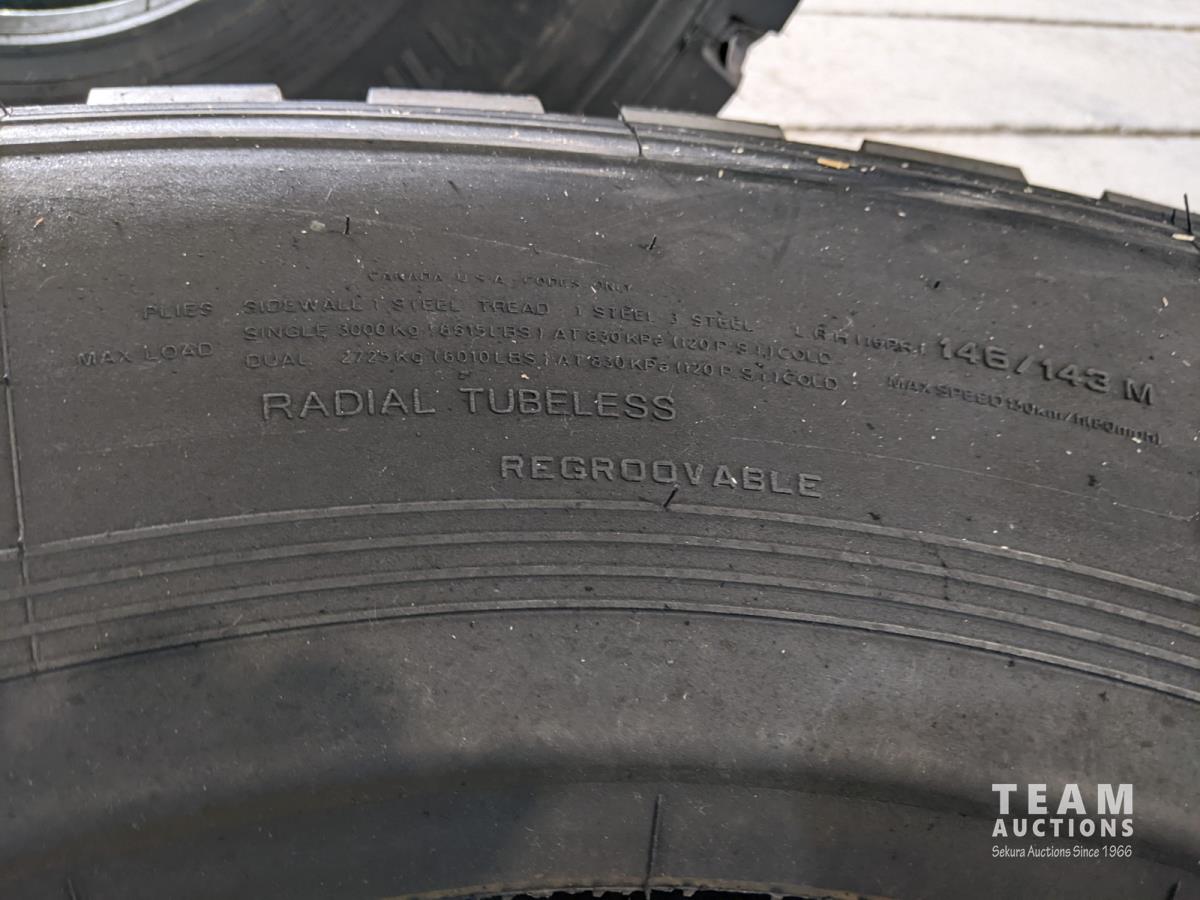 CANADA U.S.A. CODES ONLY
PLIES SIDEWALL 1 STEEL TREAD 1 STEEL 3 STEEL L R H (16PR.) 146/143 M
MAX LOAD SINGLE 3000 Kg (6615 LBS) AT 830 KPa (120 P.S.I.) COLD
DUAL 2725 Kg (6010 LBS.) AT 830 KPa (120 P.S.I.) COLD MAX SPEED 130km/h(80mph)
RADIAL TUBELESS
REGROOVABLE
TEAM
AUCTIONS
Sekura Auctions Since 1966